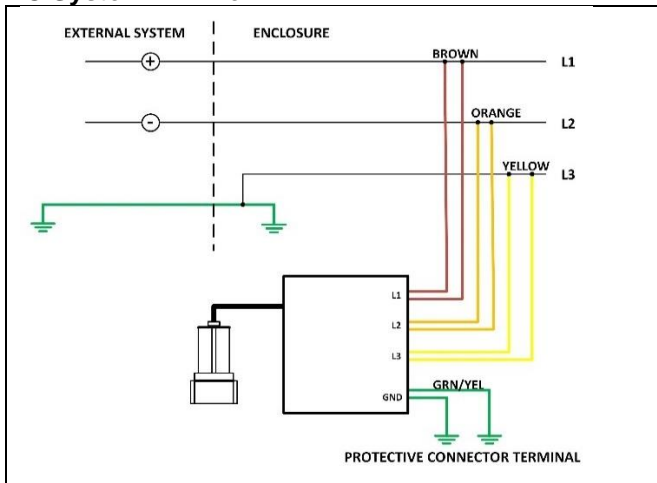 EXTERNAL SYSTEM ENCLOSURE
BROWN
L1
ORANGE
L2
YELLOW
L3
L1
L2
L3
GRN/YEL
GND
PROTECTIVE CONNECTOR TERMINAL